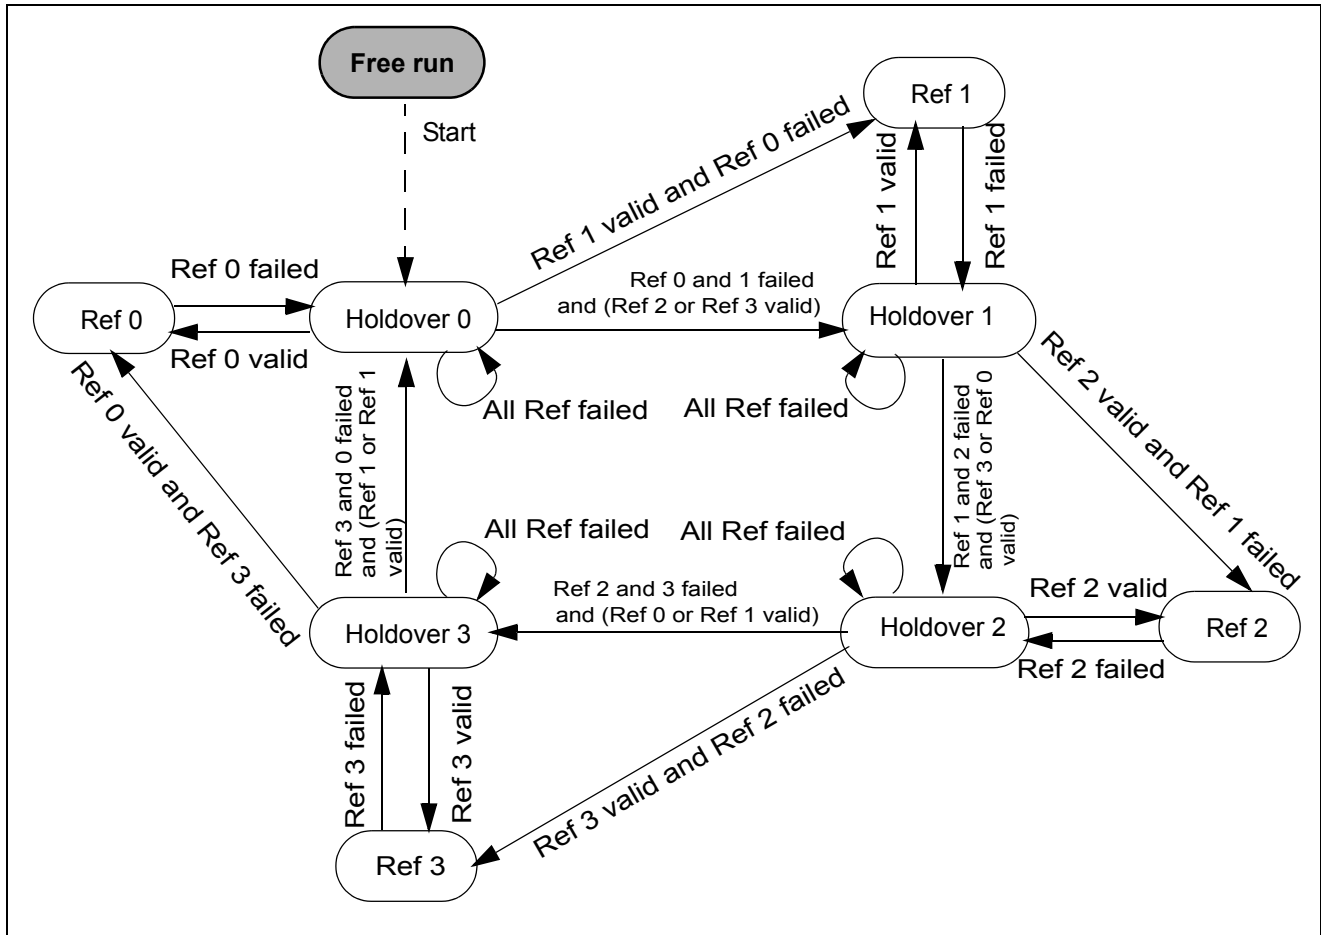 Free run
Start
Ref 1
Ref 1 valid and Ref 0 failed
Ref 1 valid
Ref 1 failed
Ref 0 failed
Ref 0
Ref 0 valid
Holdover 0
Ref 0 and 1 failed
and (Ref 2 or Ref 3 valid)
Holdover 1
All Ref failed
All Ref failed
Ref 0 valid and Ref 3 failed
Ref 3 and 0 failed
and (Ref 1 or Ref 1
valid)
Ref 1 and 2 failed
and (Ref 3 or Ref 0
valid)
Ref 2 valid and Ref 1 failed
All Ref failed
All Ref failed
Ref 2 and 3 failed
and (Ref 0 or Ref 1 valid)
Holdover 3
Holdover 2
Ref 2 valid
Ref 2
Ref 2 failed
Ref 3 failed
Ref 3 valid
Ref 3 valid and Ref 2 failed
Ref 3